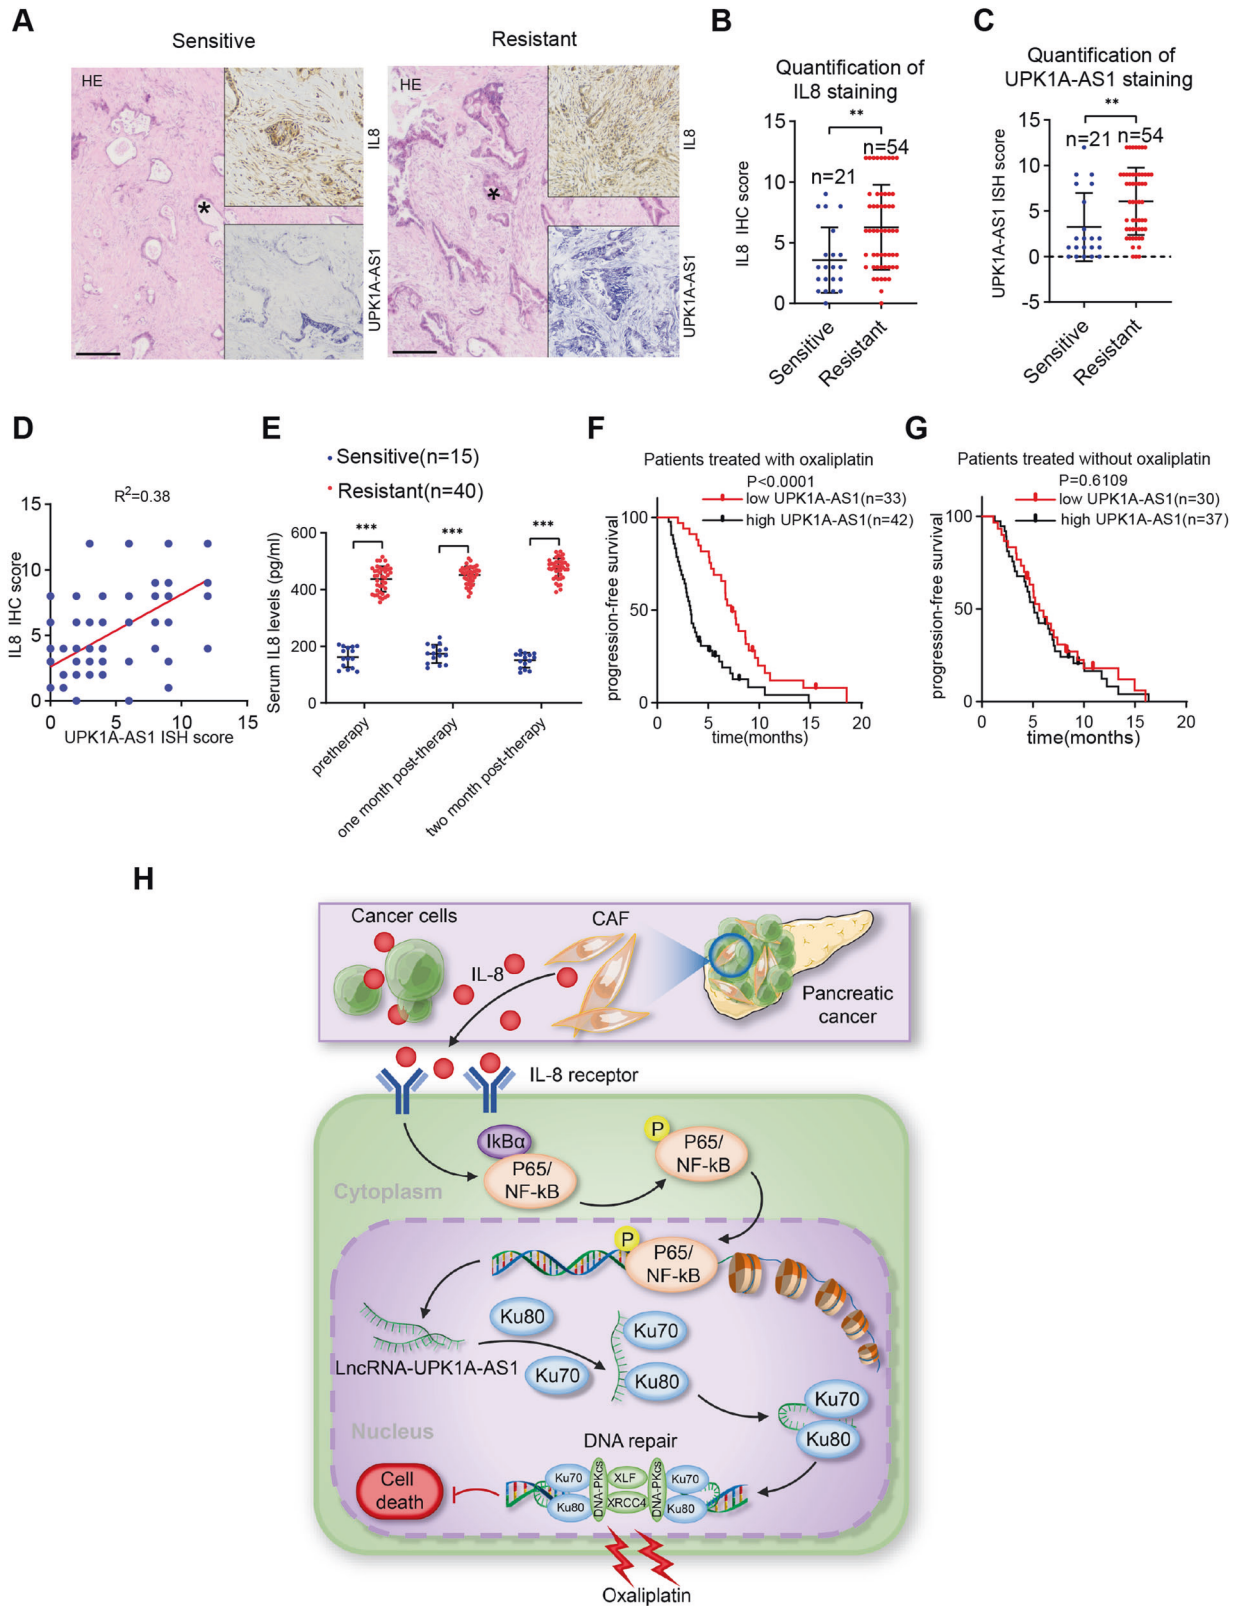 A
Sensitive
Resistant
HE
IL8
UPK1A-AS1
HE
IL8
UPK1A-AS1
*
*
B
Quantification of
IL8 staining
**
n=54
n=21
IL8 IHC score
15
10
5
0
Sensitive
Resistant
C
Quantification of
UPK1A-AS1 staining
**
n=21
n=54
UPK1A-AS1 ISH score
15
10
5
0
-5
Sensitive
Resistant
D
R2=0.38
IL8 IHC score
15
10
5
0
0
5
10
15
UPK1A-AS1 ISH score
E
Sensitive(n=15)
Resistant(n=40)
Serum IL8 levels (pg/ml)
600
400
200
0
***
***
***
pretherapy
one month post-therapy
two month post-therapy
F
Patients treated with oxaliplatin
P<0.0001
low UPK1A-AS1(n=33)
high UPK1A-AS1(n=42)
progression-free survival
100
50
0
0
5
10
15
20
time(months)
G
Patients treated without oxaliplatin
P=0.6109
low UPK1A-AS1(n=30)
high UPK1A-AS1(n=37)
progression-free survival
100
50
0
0
5
10
15
20
time(months)
H
Cancer cells
CAF
IL-8
Pancreatic
cancer
IL-8 receptor
IkBα
P65/
NF-kB
P
P65/
NF-kB
Cytoplasm
P
P65/
NF-kB
Ku80
Ku70
LncRNA-UPK1A-AS1
Ku70
Ku80
Ku70
Ku80
Nucleus
DNA repair
Cell
death
Ku70
Ku80
DNA-PKcs
XLF
XRCC4
DNA-PKcs
Ku70
Ku80
Oxaliplatin